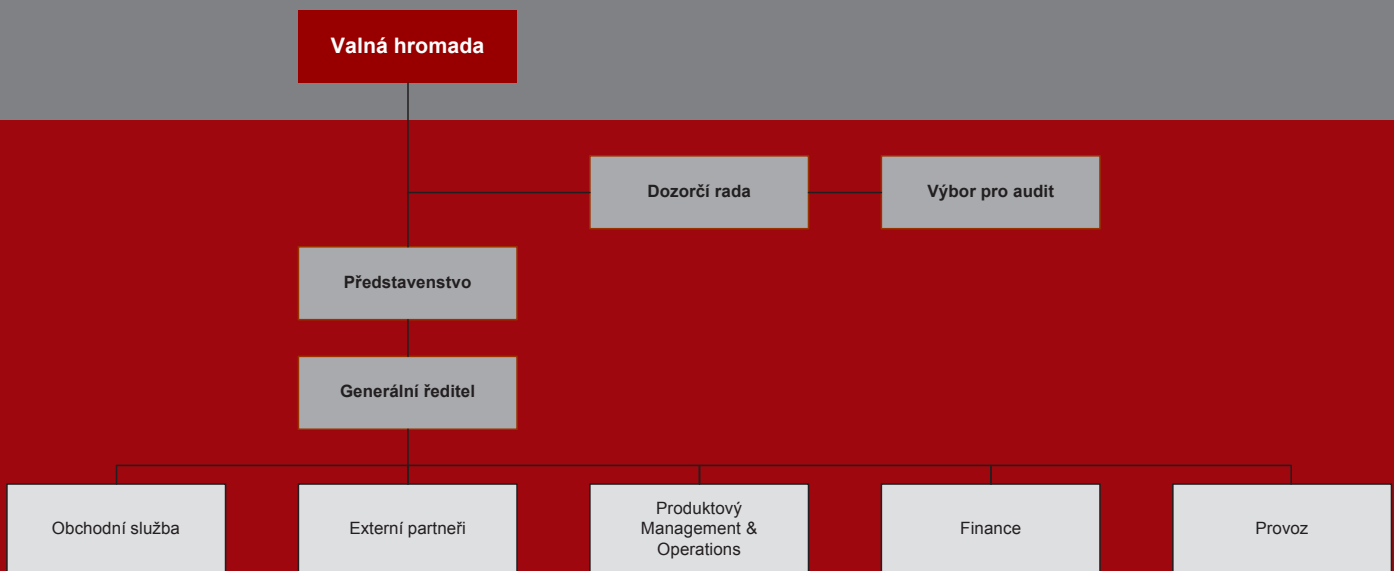 Valná hromada
Dozorčí rada
Výbor pro audit
Představenstvo
Generální ředitel
Obchodní služba
Externí partneři
Produktový
Management &
Operations
Finance
Provoz